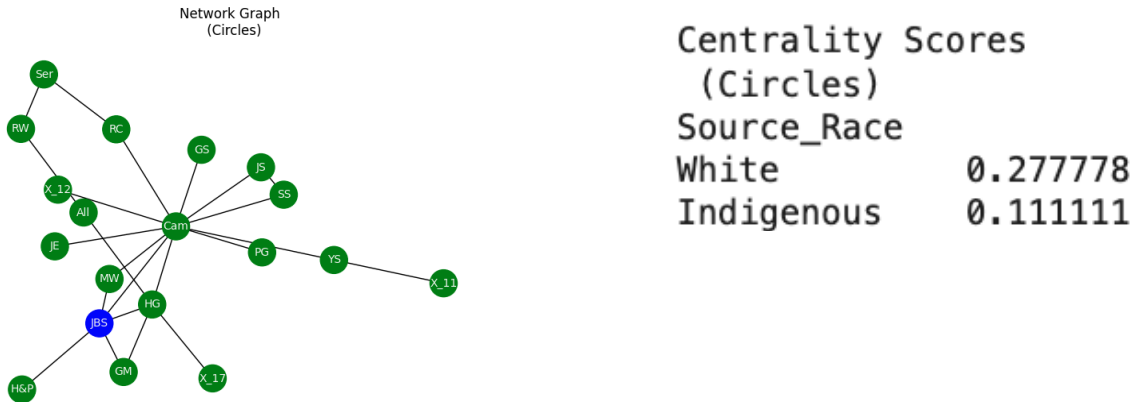 Network Graph
(Circles)
Ser
RW
RC
GS
JS
SS
X_12
All
Cam
JE
PG
YS
MW
X_11
HG
JBS
GM
X_17
H&P
Centrality Scores
(Circles)
Source_Race
White 0.277778
Indigenous 0.111111